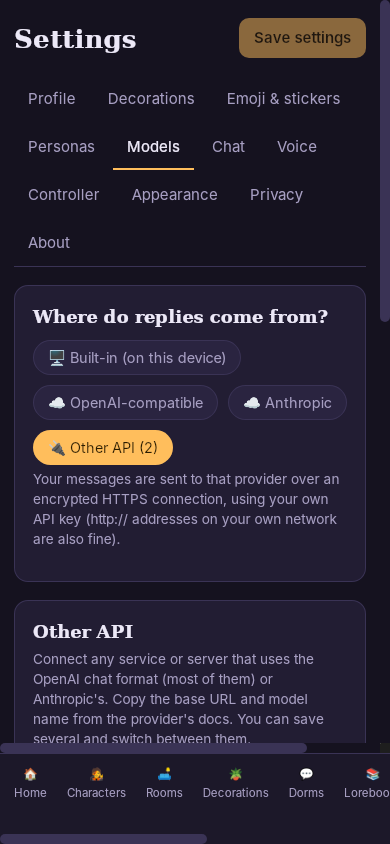 Settings
Save settings
Profile Decorations Emoji & stickers
Personas Models Chat Voice
Controller Appearance Privacy
About
Where do replies come from?
🖥️ Built-in (on this device)
☁️ OpenAI-compatible ☁️ Anthropic
🔌 Other API (2)
Your messages are sent to that provider over an
encrypted HTTPS connection, using your own
API key (http:// addresses on your own network
are also fine).
Other API
Connect any service or server that uses the
OpenAI chat format (most of them) or
Anthropic's. Copy the base URL and model
name from the provider's docs. You can save
several and switch between them.
Home Characters Rooms Decorations Dorms